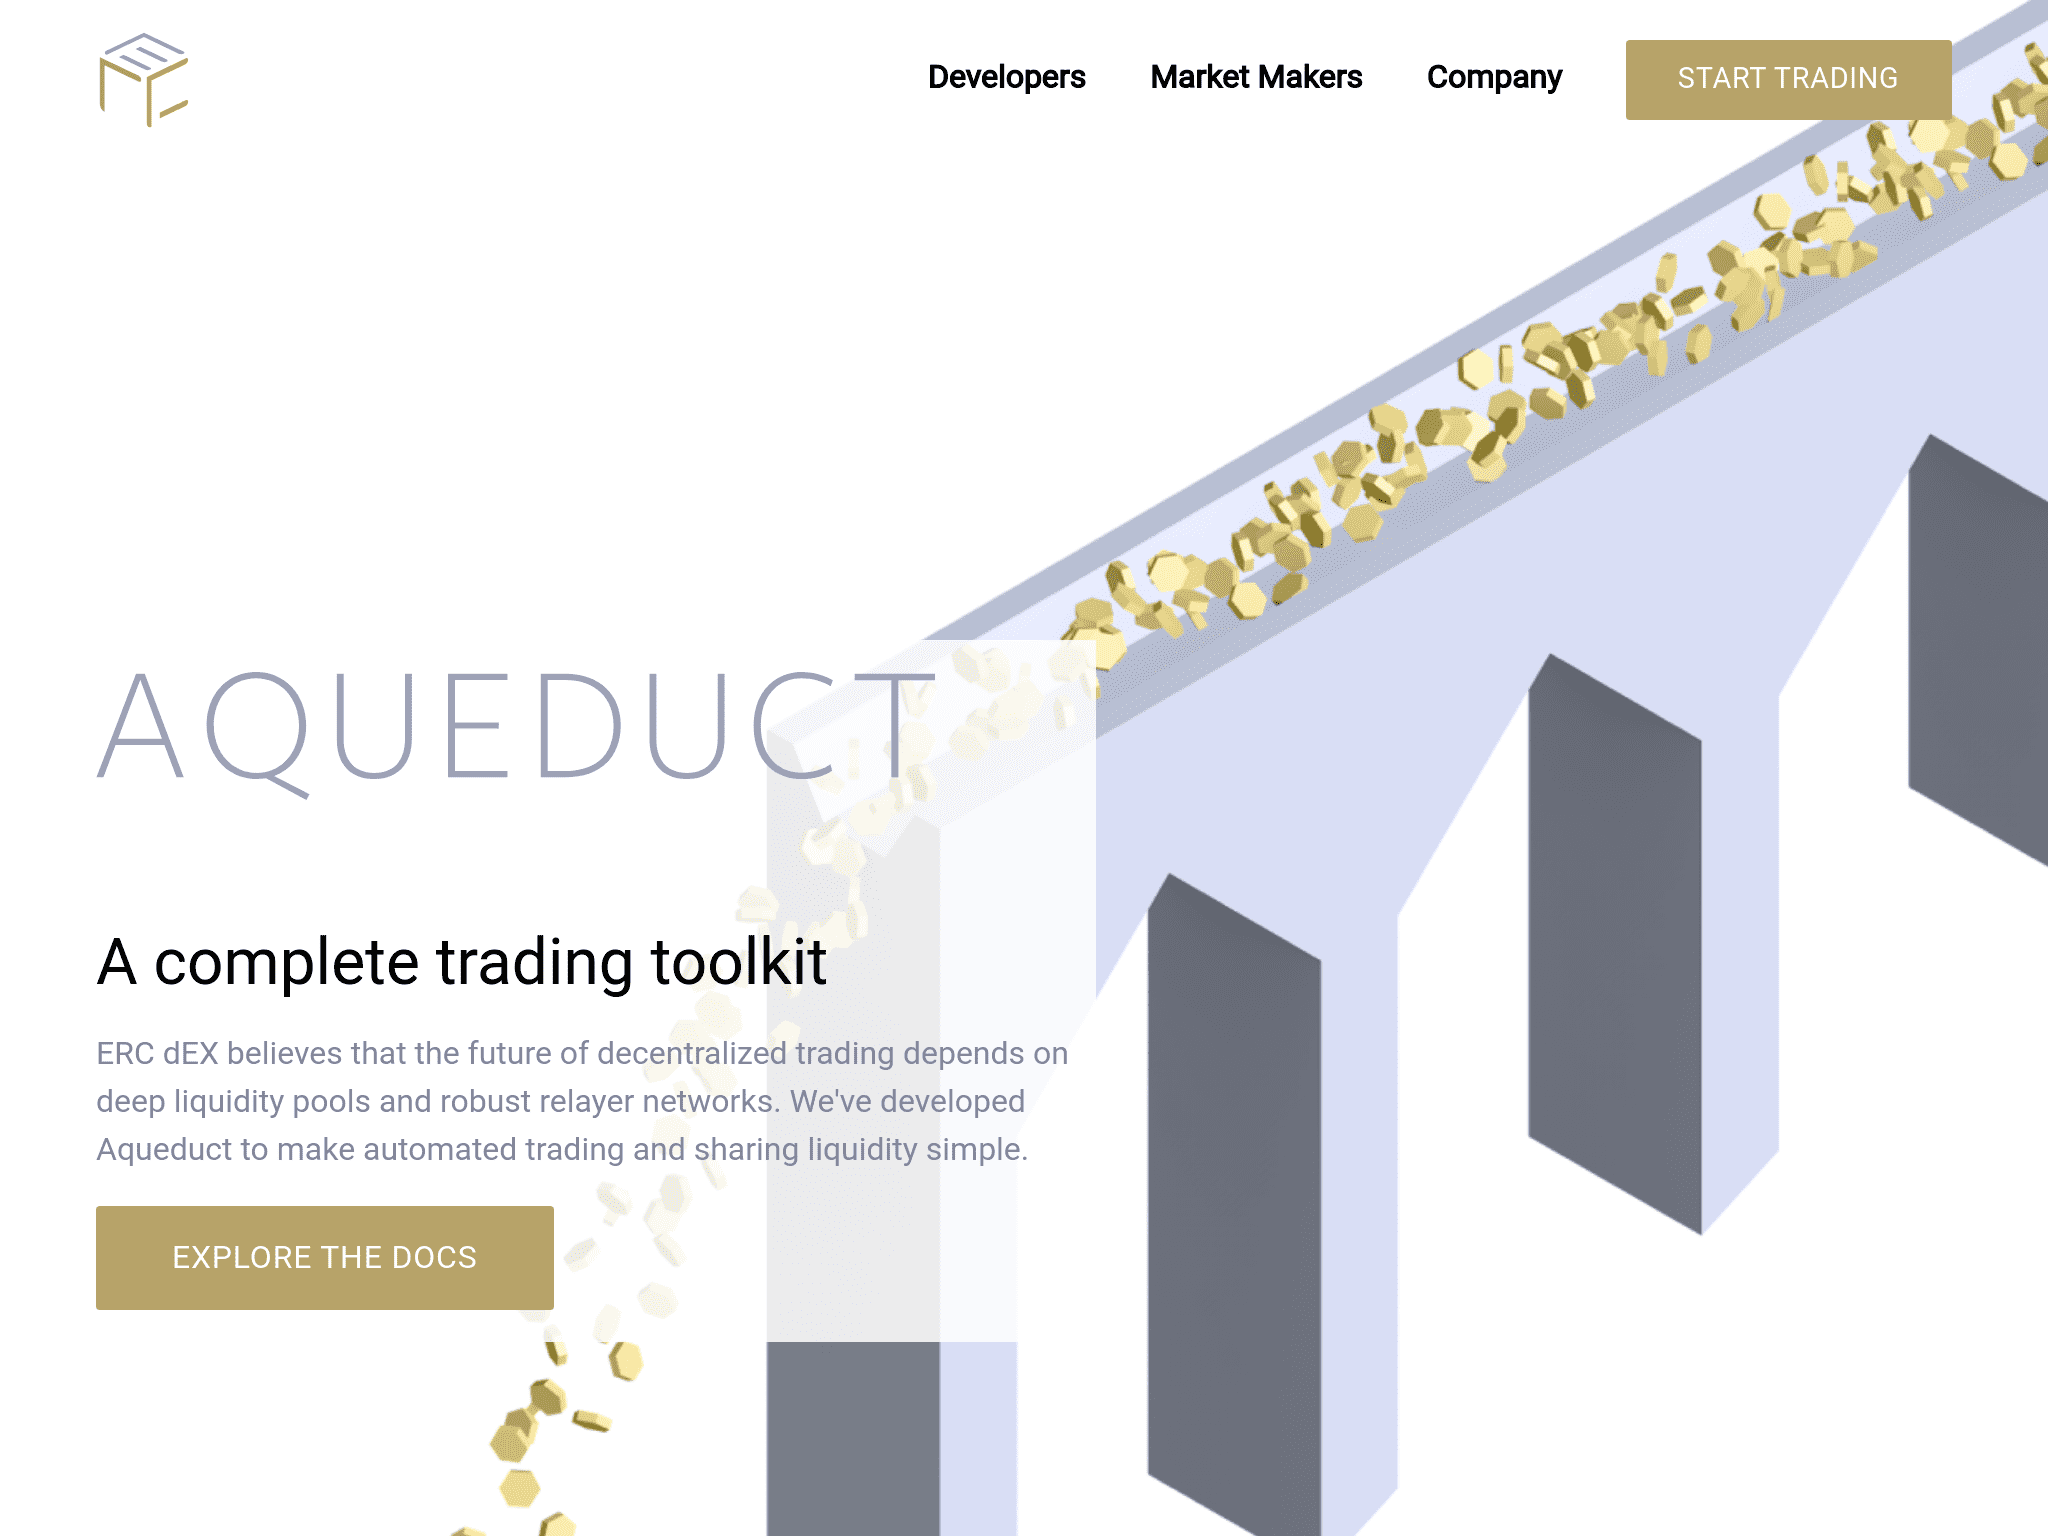 Developers Market Makers Company START TRADING
AQUEDUCT
A complete trading toolkit
ERC dEX believes that the future of decentralized trading depends on
deep liquidity pools and robust relayer networks. We've developed
Aqueduct to make automated trading and sharing liquidity simple.
EXPLORE THE DOCS